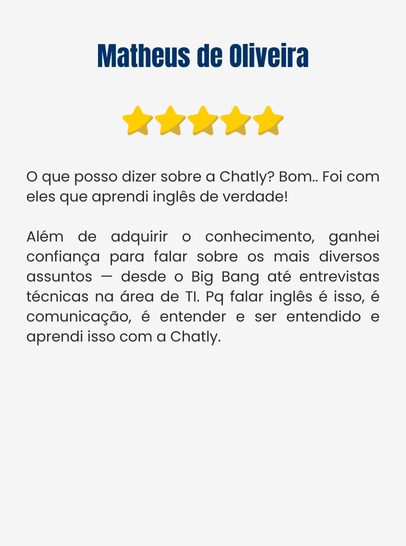 Matheus de Oliveira
O que posso dizer sobre a Chatly? Bom.. Foi com
eles que aprendi inglês de verdade!
Além de adquirir o conhecimento, ganhei
confiança para falar sobre os mais diversos
assuntos — desde o Big Bang até entrevistas
técnicas na área de TI. Pq falar inglês é isso, é
comunicação, é entender e ser entendido e
aprendi isso com a Chatly.